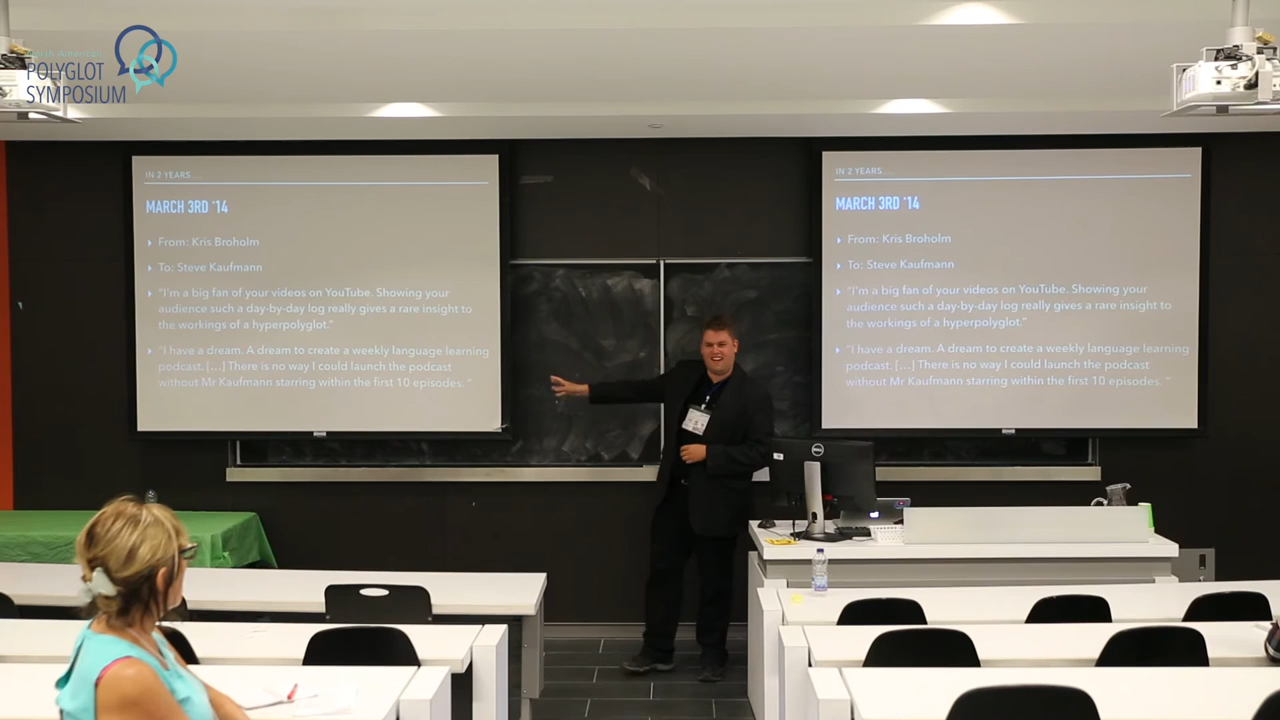 North American
POLYGLOT
SYMPOSIUM
IN 2 YEARS...
MARCH 3RD '14
From: Kris Broholm
To: Steve Kaufmann
"I'm a big fan of your videos on YouTube. Showing your
audience such a day-by-day log really gives a rare insight to
the workings of a hyperpolyglot."
"I have a dream. A dream to create a weekly language learning
podcast. [...] There is no way I could launch the podcast
without Mr Kaufmann starring within the first 10 episodes. "
IN 2 YEARS...
MARCH 3RD '14
From: Kris Broholm
To: Steve Kaufmann
"I'm a big fan of your videos on YouTube. Showing your
audience such a day-by-day log really gives a rare insight to
the workings of a hyperpolyglot."
"I have a dream. A dream to create a weekly language learning
podcast. [...] There is no way I could launch the podcast
without Mr Kaufmann starring within the first 10 episodes. "
DELL